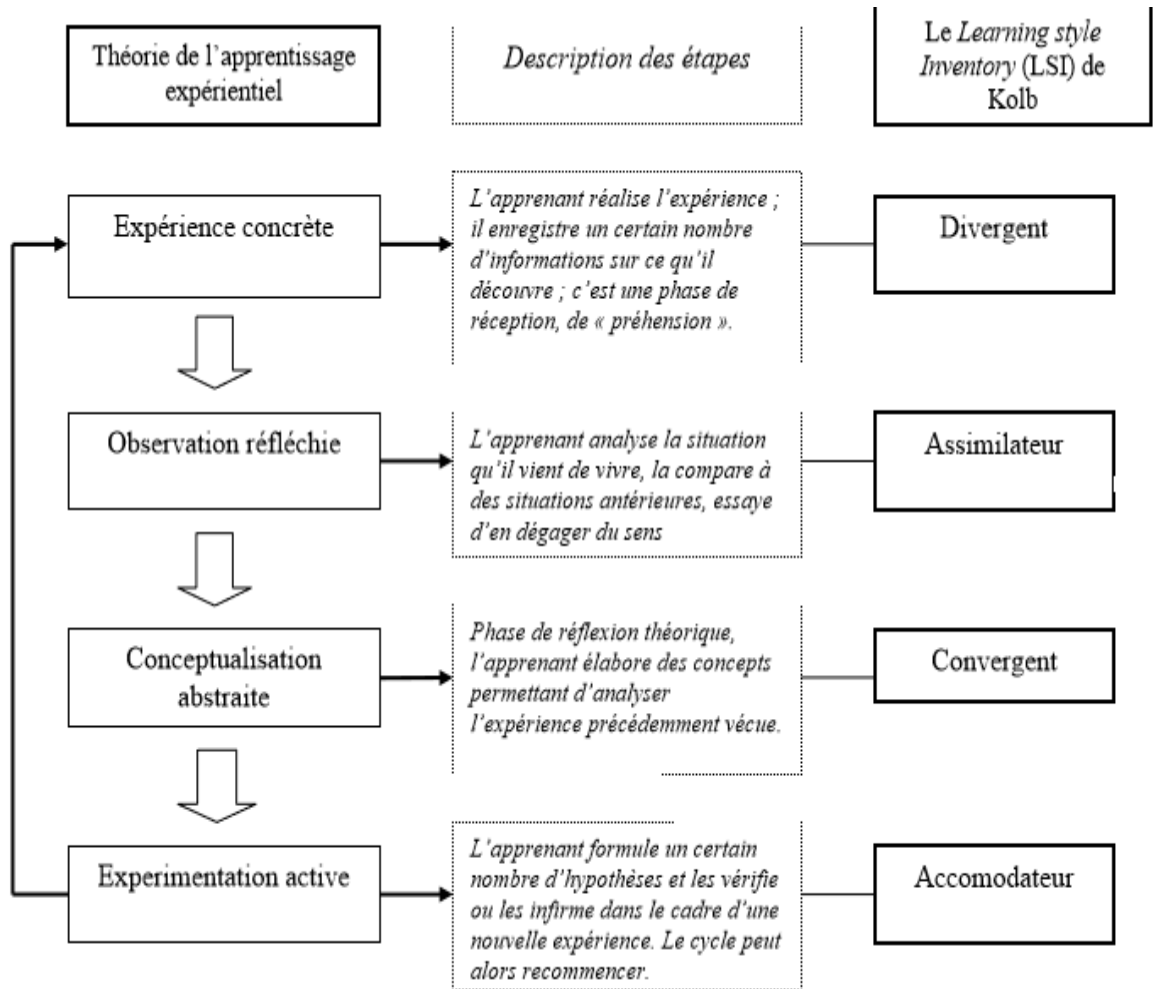 Théorie de l'apprentissage
expérientiel
Description des étapes
Le Learning style
Inventory (LSI) de
Kolb
Expérience concrète
L'apprenant réalise l'expérience ;
il enregistre un certain nombre
d'informations sur ce qu'il
découvre ; c'est une phase de
réception, de « préhension ».
Divergent
Observation réfléchie
L'apprenant analyse la situation
qu'il vient de vivre, la compare à
des situations antérieures, essaye
d'en dégager du sens
Assimilateur
Conceptualisation
abstraite
Phase de réflexion théorique,
l'apprenant élabore des concepts
permettant d'analyser
l'expérience précédemment vécue.
Convergent
Experimentation active
L'apprenant formule un certain
nombre d'hypothèses et les vérifie
ou les infirme dans le cadre d'une
nouvelle expérience. Le cycle peut
alors recommencer.
Accomodateur